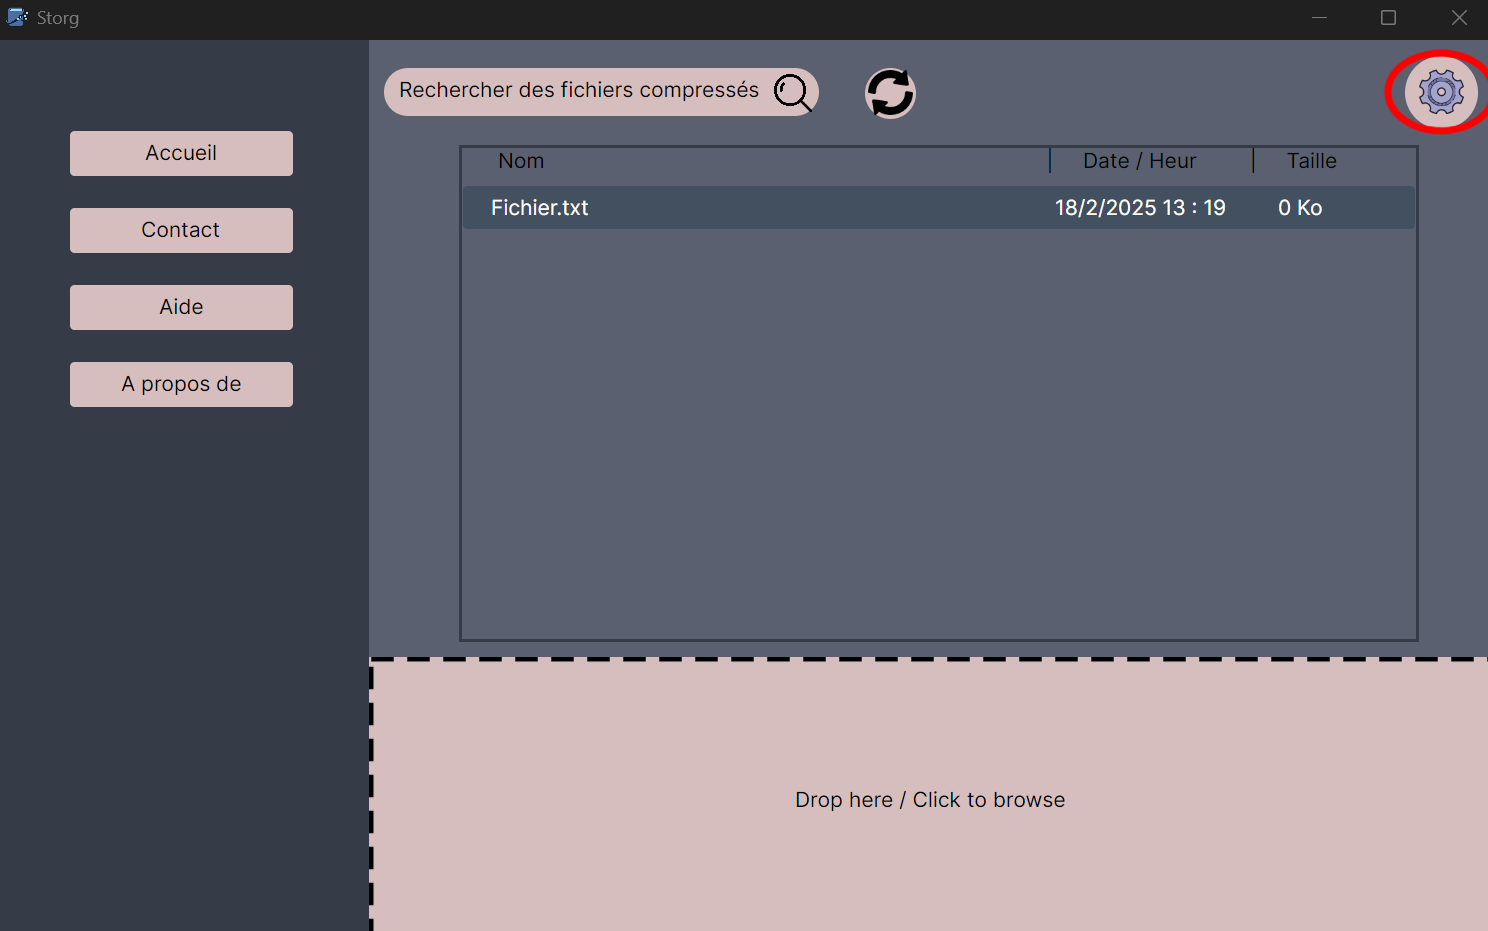 Storg
Rechercher des fichiers compressés
Accueil
Contact
Aide
A propos de
Nom | Date / Heur | Taille
Fichier.txt 18/2/2025 13 : 19 0 Ko
Drop here / Click to browse